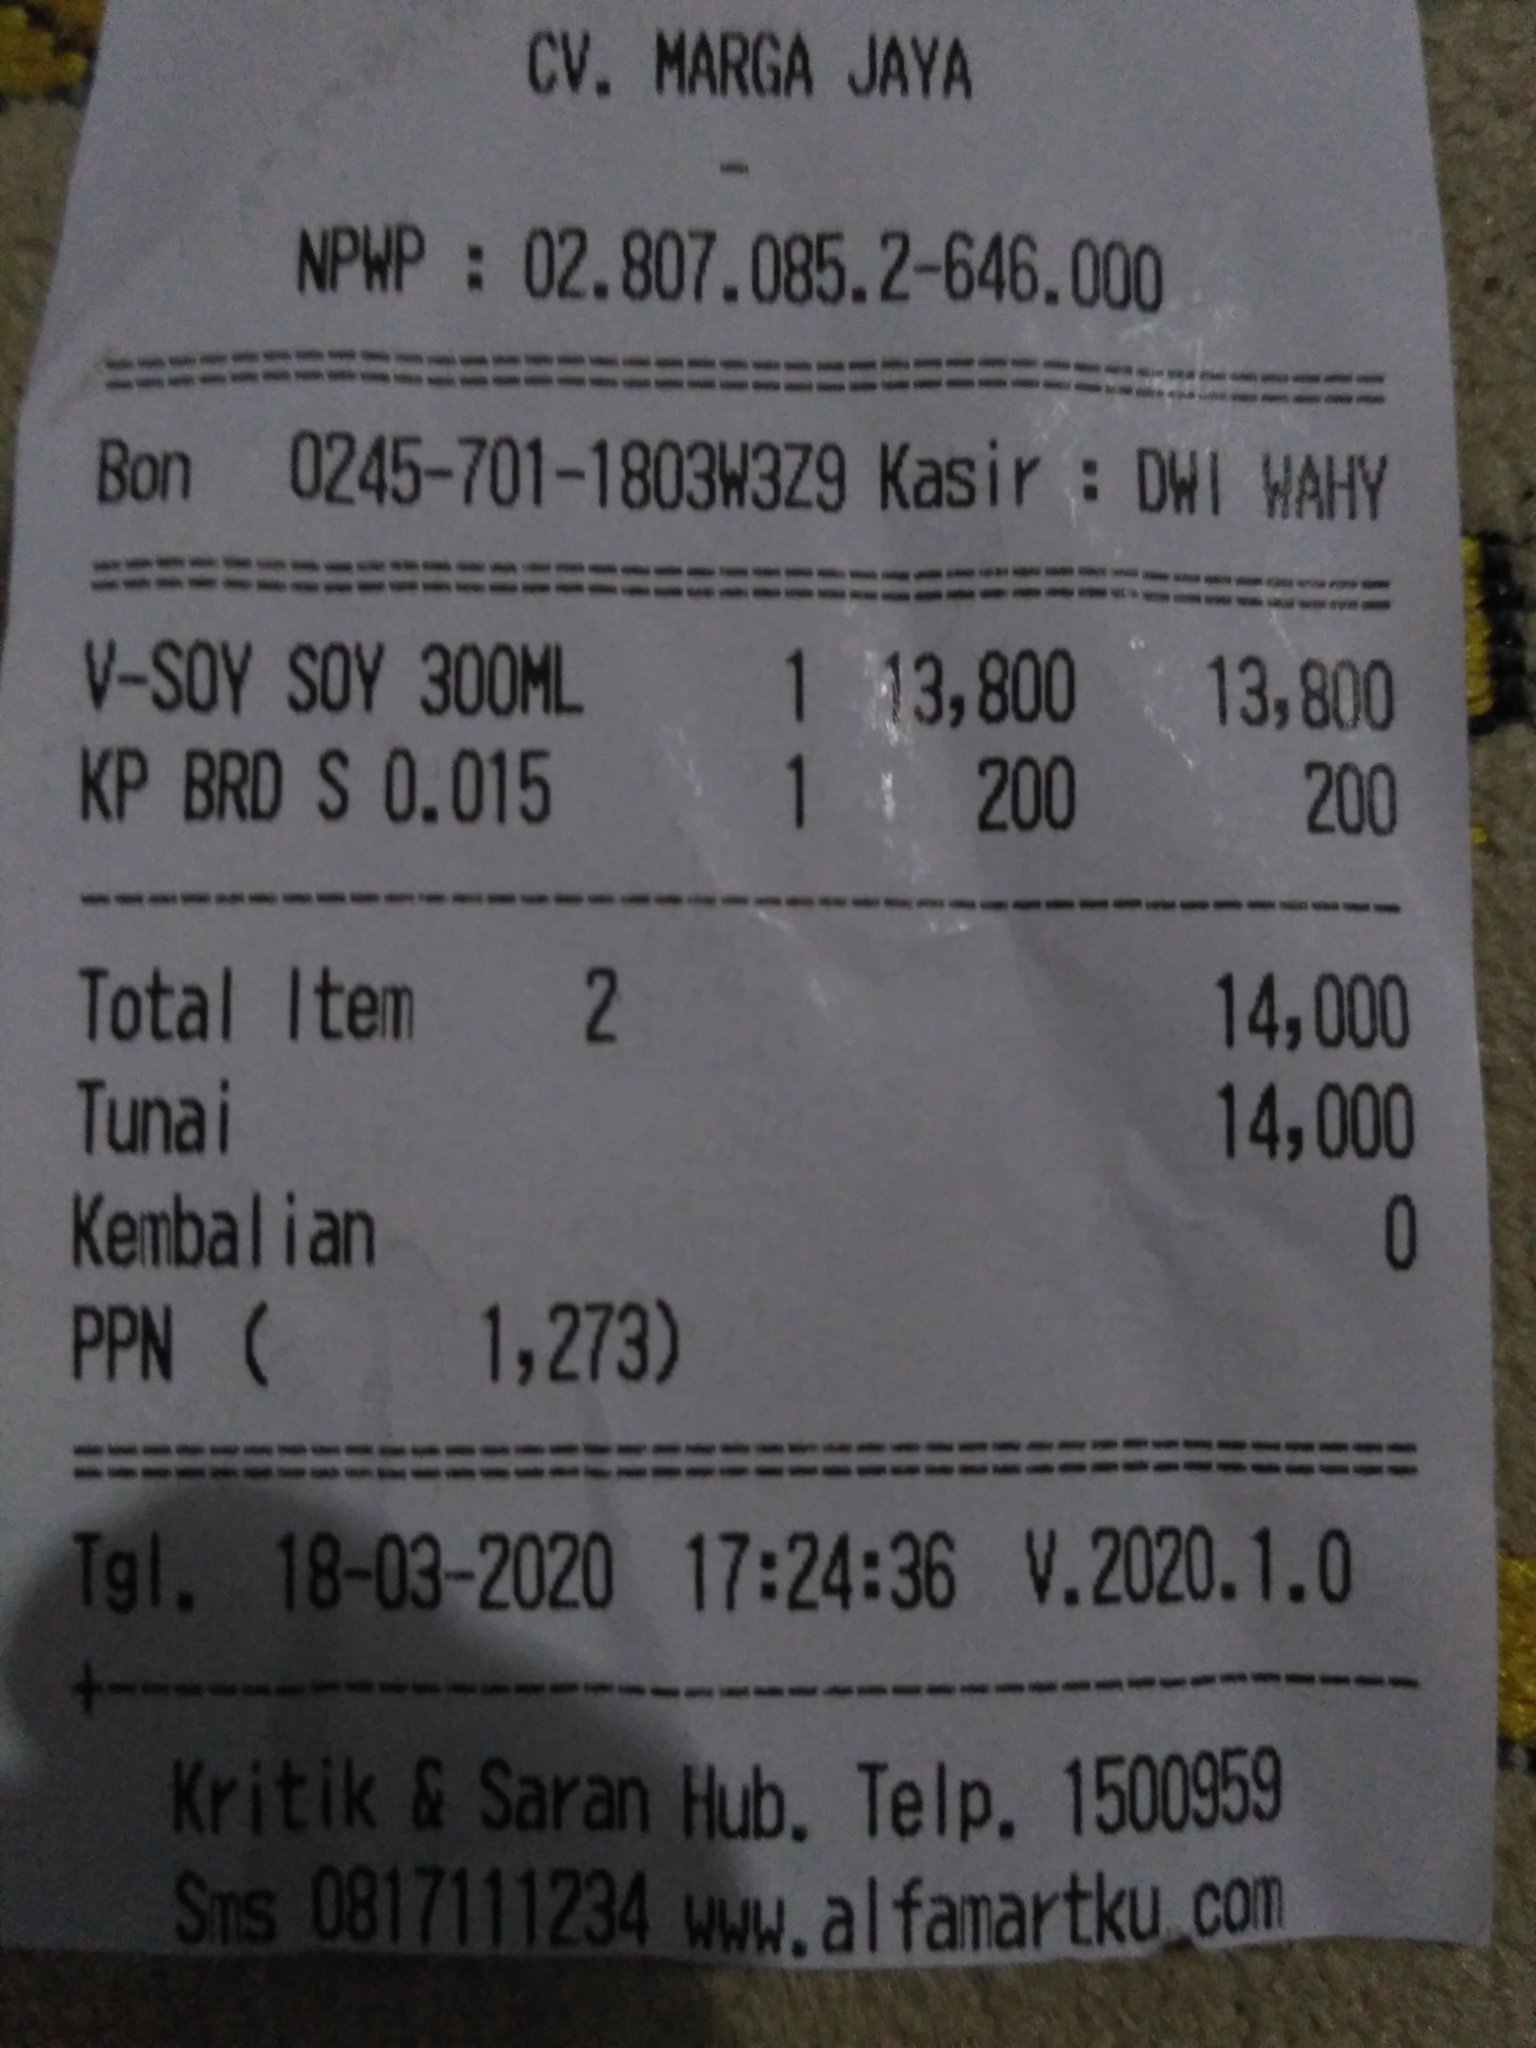 CV. MARGA JAYA
-
NPWP : 02.807.085.2-646.000
Bon 0245-701-1803W3Z9 Kasir : DWI WAHY
V-SOY SOY 300ML 1 13,800 13,800
KP BRD S 0.015 1 200 200
Total Item 2 14,000
Tunai 14,000
Kembalian 0
PPN ( 1,273)
Tgl. 18-03-2020 17:24:36 V.2020.1.0
Kritik & Saran Hub. Telp. 1500959
Sms 0817111234 www.alfamartku.com